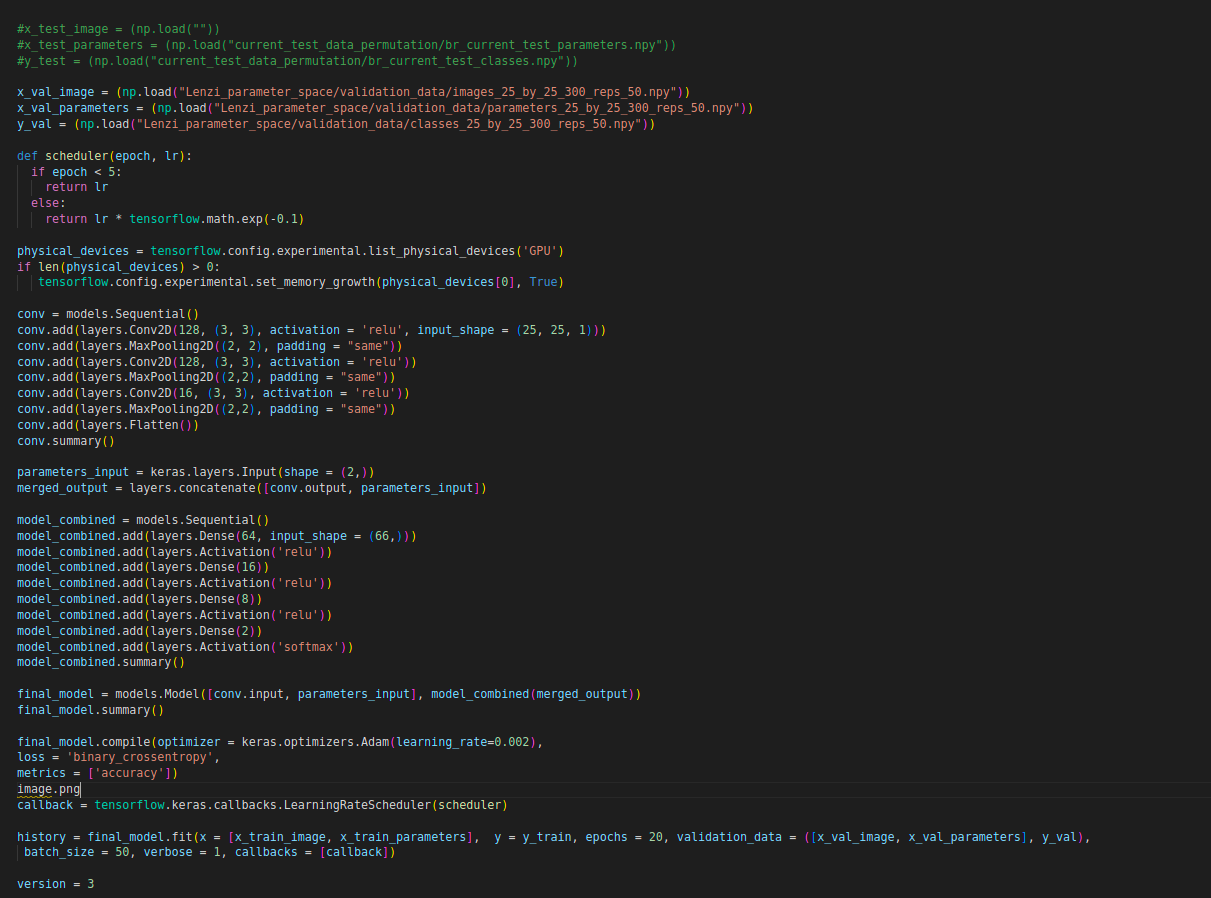 #x_test_image = (np.load(""))
#x_test_parameters = (np.load("current_test_data_permutation/br_current_test_parameters.npy"))
#y_test = (np.load("current_test_data_permutation/br_current_test_classes.npy"))

x_val_image = (np.load("Lenzi_parameter_space/validation_data/images_25_by_25_300_reps_50.npy"))
x_val_parameters = (np.load("Lenzi_parameter_space/validation_data/parameters_25_by_25_300_reps_50.npy"))
y_val = (np.load("Lenzi_parameter_space/validation_data/classes_25_by_25_300_reps_50.npy"))

def scheduler(epoch, lr):
  if epoch < 5:
    return lr
  else:
    return lr * tensorflow.math.exp(-0.1)

physical_devices = tensorflow.config.experimental.list_physical_devices('GPU')
if len(physical_devices) > 0:
   tensorflow.config.experimental.set_memory_growth(physical_devices[0], True)

conv = models.Sequential()
conv.add(layers.Conv2D(128, (3, 3), activation = 'relu', input_shape = (25, 25, 1)))
conv.add(layers.MaxPooling2D((2, 2), padding = "same"))
conv.add(layers.Conv2D(128, (3, 3), activation = 'relu'))
conv.add(layers.MaxPooling2D((2,2), padding = "same"))
conv.add(layers.Conv2D(16, (3, 3), activation = 'relu'))
conv.add(layers.MaxPooling2D((2,2), padding = "same"))
conv.add(layers.Flatten())
conv.summary()

parameters_input = keras.layers.Input(shape = (2,))
merged_output = layers.concatenate([conv.output, parameters_input])

model_combined = models.Sequential()
model_combined.add(layers.Dense(64, input_shape = (66,)))
model_combined.add(layers.Activation('relu'))
model_combined.add(layers.Dense(16))
model_combined.add(layers.Activation('relu'))
model_combined.add(layers.Dense(8))
model_combined.add(layers.Activation('relu'))
model_combined.add(layers.Dense(2))
model_combined.add(layers.Activation('softmax'))
model_combined.summary()

final_model = models.Model([conv.input, parameters_input], model_combined(merged_output))
final_model.summary()

final_model.compile(optimizer = keras.optimizers.Adam(learning_rate=0.002),
loss = 'binary_crossentropy',
metrics = ['accuracy'])
image.png
callback = tensorflow.keras.callbacks.LearningRateScheduler(scheduler)

history = final_model.fit(x = [x_train_image, x_train_parameters],  y = y_train, epochs = 20, validation_data = ([x_val_image, x_val_parameters], y_val),
 batch_size = 50, verbose = 1, callbacks = [callback])

version = 3